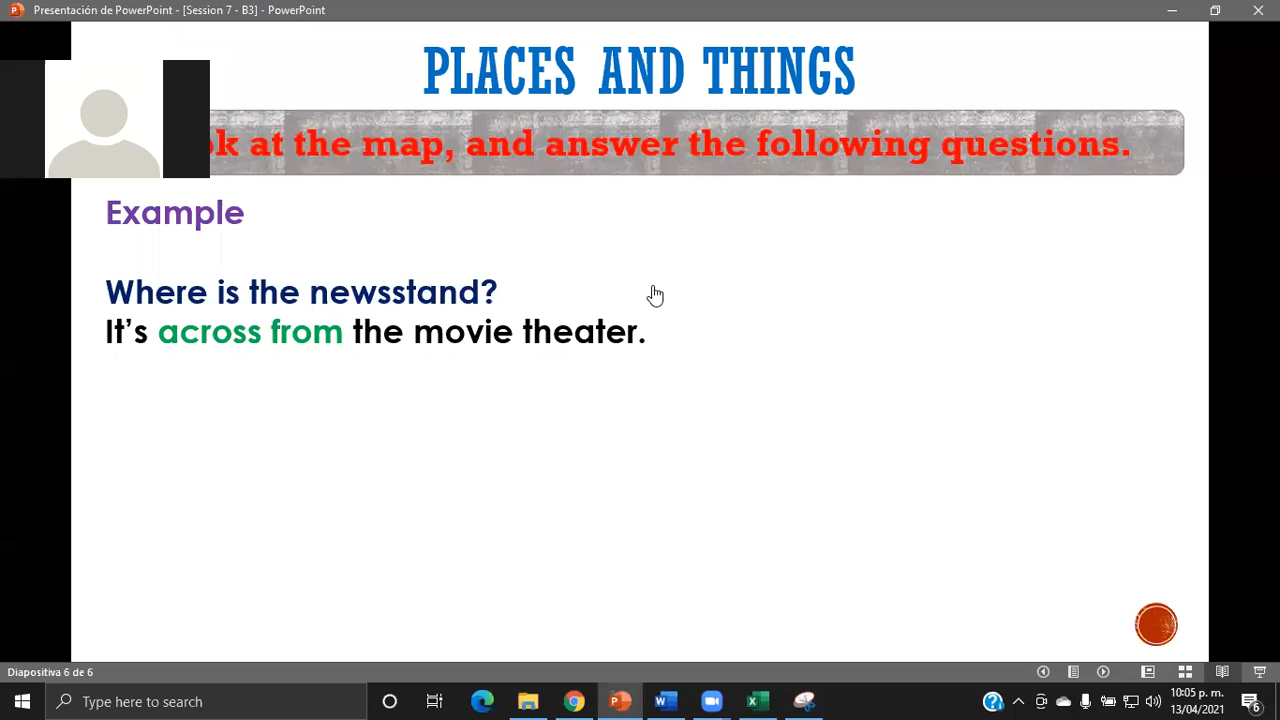 Presentación de PowerPoint - [Session 7 - B3] - PowerPoint
PLACES AND THINGS
ok at the map, and answer the following questions.
Example
Where is the newsstand?
It's across from the movie theater.
Diapositiva 6 de 6
Type here to search
10:05 p. m.
13/04/2021
6